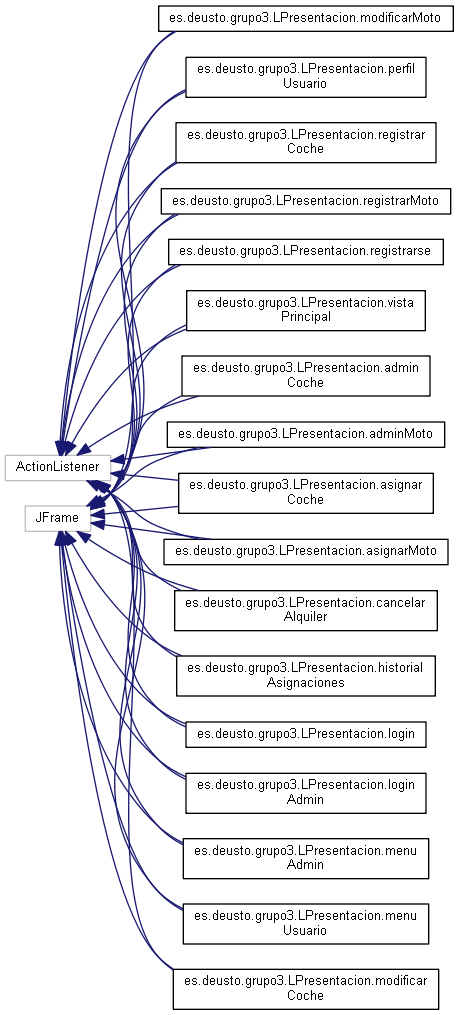 es.deusto.grupo3.LPresentacion.modificarMoto
es.deusto.grupo3.LPresentacion.perfil
Usuario
es.deusto.grupo3.LPresentacion.registrar
Coche
es.deusto.grupo3.LPresentacion.registrarMoto
es.deusto.grupo3.LPresentacion.registrarse
es.deusto.grupo3.LPresentacion.vista
Principal
es.deusto.grupo3.LPresentacion.admin
Coche
es.deusto.grupo3.LPresentacion.adminMoto
ActionListener
es.deusto.grupo3.LPresentacion.asignar
Coche
JFrame
es.deusto.grupo3.LPresentacion.asignarMoto
es.deusto.grupo3.LPresentacion.cancelar
Alquiler
es.deusto.grupo3.LPresentacion.historial
Asignaciones
es.deusto.grupo3.LPresentacion.login
es.deusto.grupo3.LPresentacion.login
Admin
es.deusto.grupo3.LPresentacion.menu
Admin
es.deusto.grupo3.LPresentacion.menu
Usuario
es.deusto.grupo3.LPresentacion.modificar
Coche